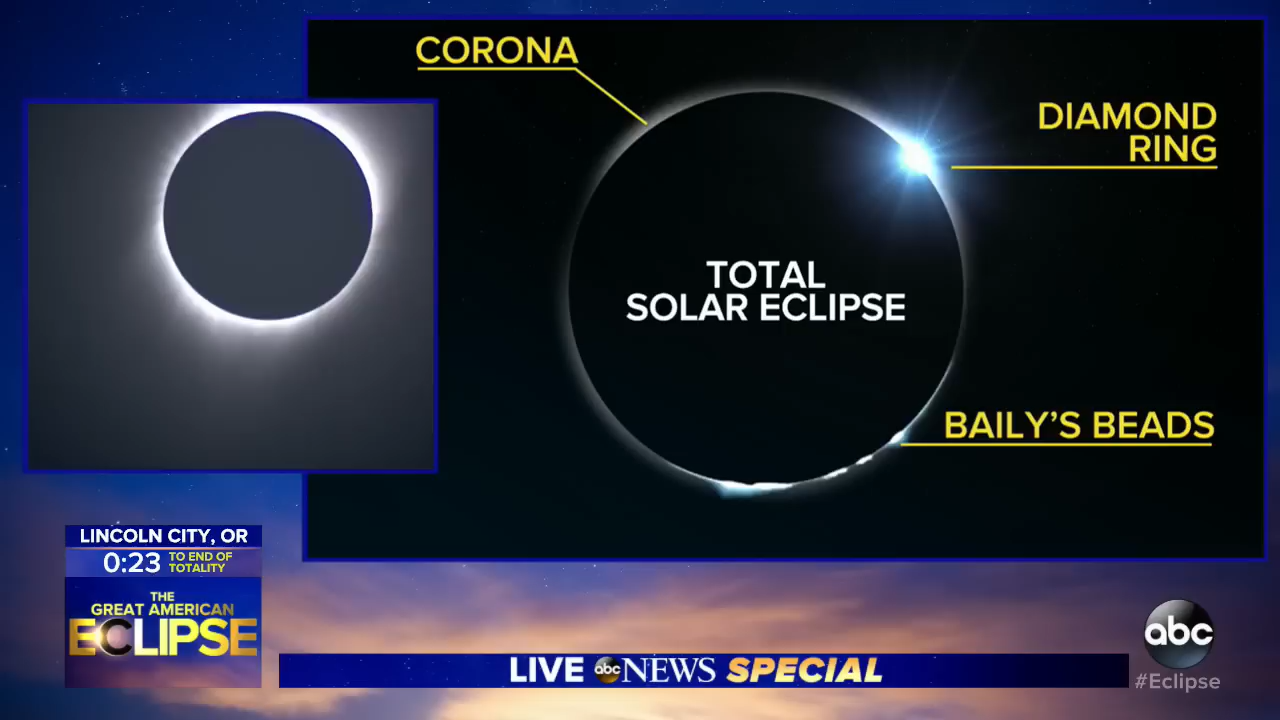 CORONA
DIAMOND
RING
TOTAL
SOLAR ECLIPSE
BAILY'S BEADS
LINCOLN CITY, OR
0:23 TO END OF
TOTALITY
THE
GREAT AMERICAN
ECLIPSE
LIVE abc NEWS SPECIAL
abc
#Eclipse